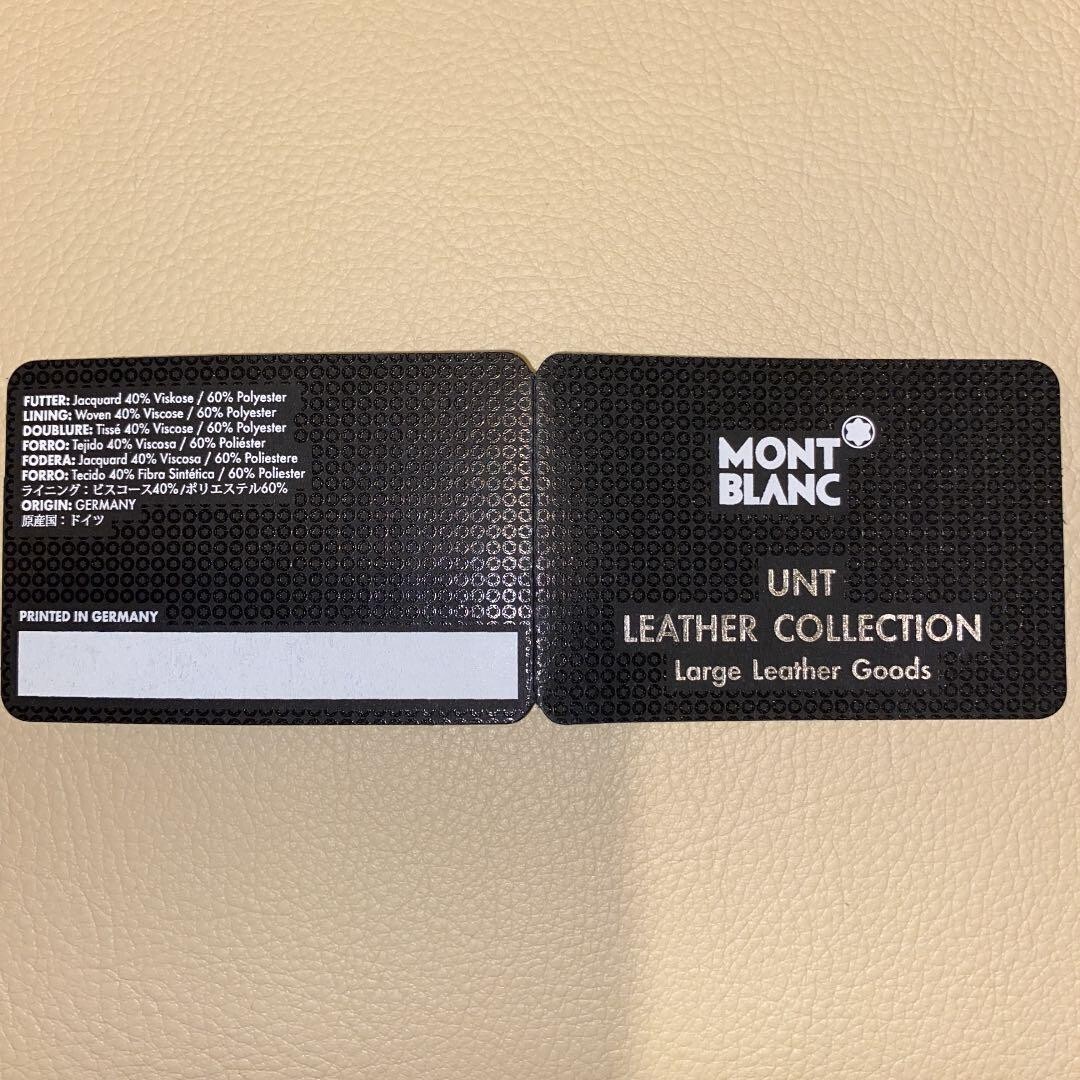 FUTTER: Jacquard 40% Viskose / 60% Polyester
LINING: Woven 40% Viscose / 60% Polyester
DOUBLURE: Tissé 40% Viscose / 60% Polyester
FORRO: Tejido 40% Viscosa / 60% Poliéster
FODERA: Jacquard 40% Viscosa / 60% Poliestere
FORRO: Tecido 40% Fibra Sintética / 60% Poliester
ライニング：ビスコース40%/ポリエステル60%
ORIGIN: GERMANY
原産国：ドイツ
PRINTED IN GERMANY
MONT
BLANC
UNT
LEATHER COLLECTION
Large Leather Goods